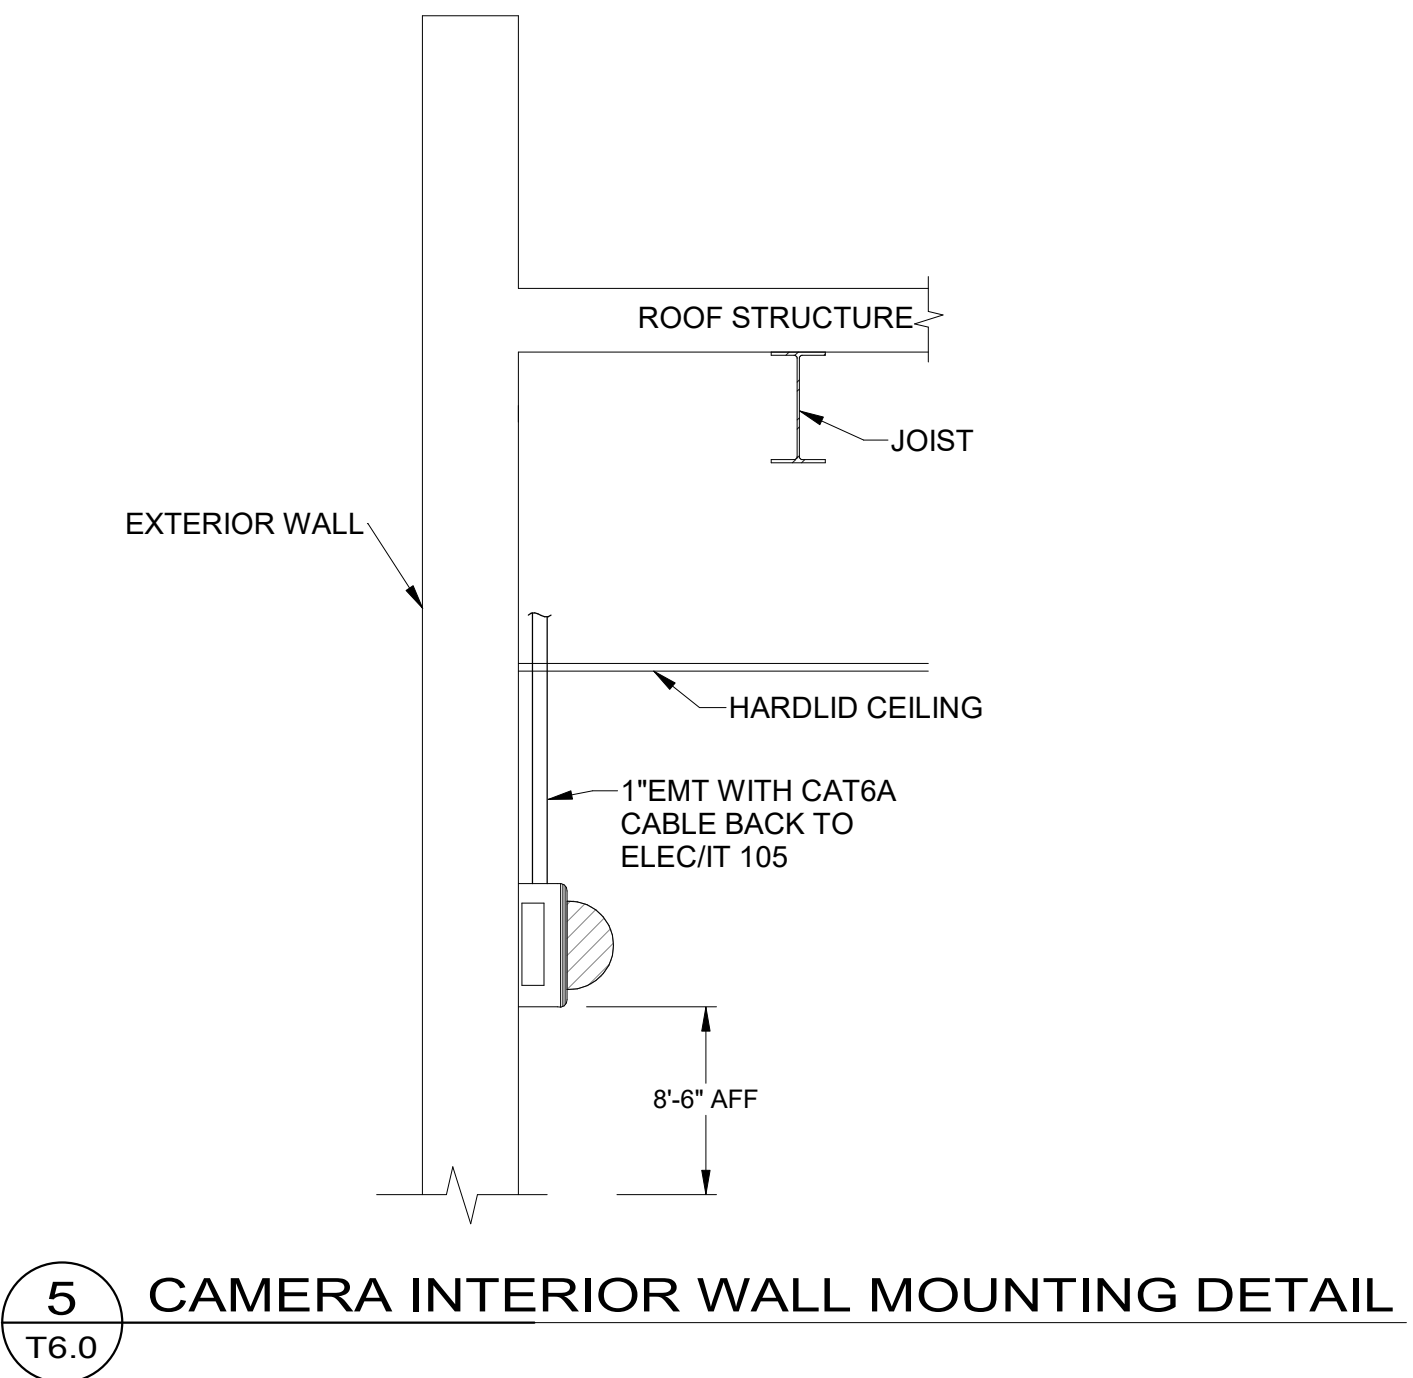 ROOF STRUCTURE
JOIST
EXTERIOR WALL
HARDLID CEILING
1"EMT WITH CAT6A
CABLE BACK TO
ELEC/IT 105
8'-6" AFF
5
CAMERA INTERIOR WALL MOUNTING DETAIL
T6.0